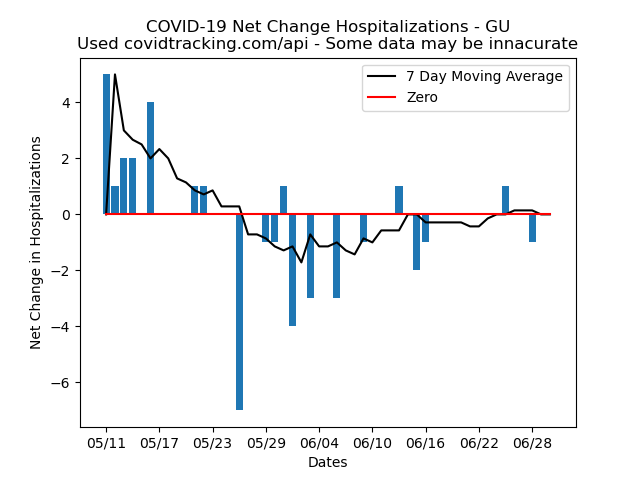 COVID-19 Net Change Hospitalizations - GU
Used covidtracking.com/api - Some data may be innacurate
7 Day Moving Average
Zero
Net Change in Hospitalizations
4
2
0
−2
−4
−6
05/11 05/17 05/23 05/29 06/04 06/10 06/16 06/22 06/28
Dates